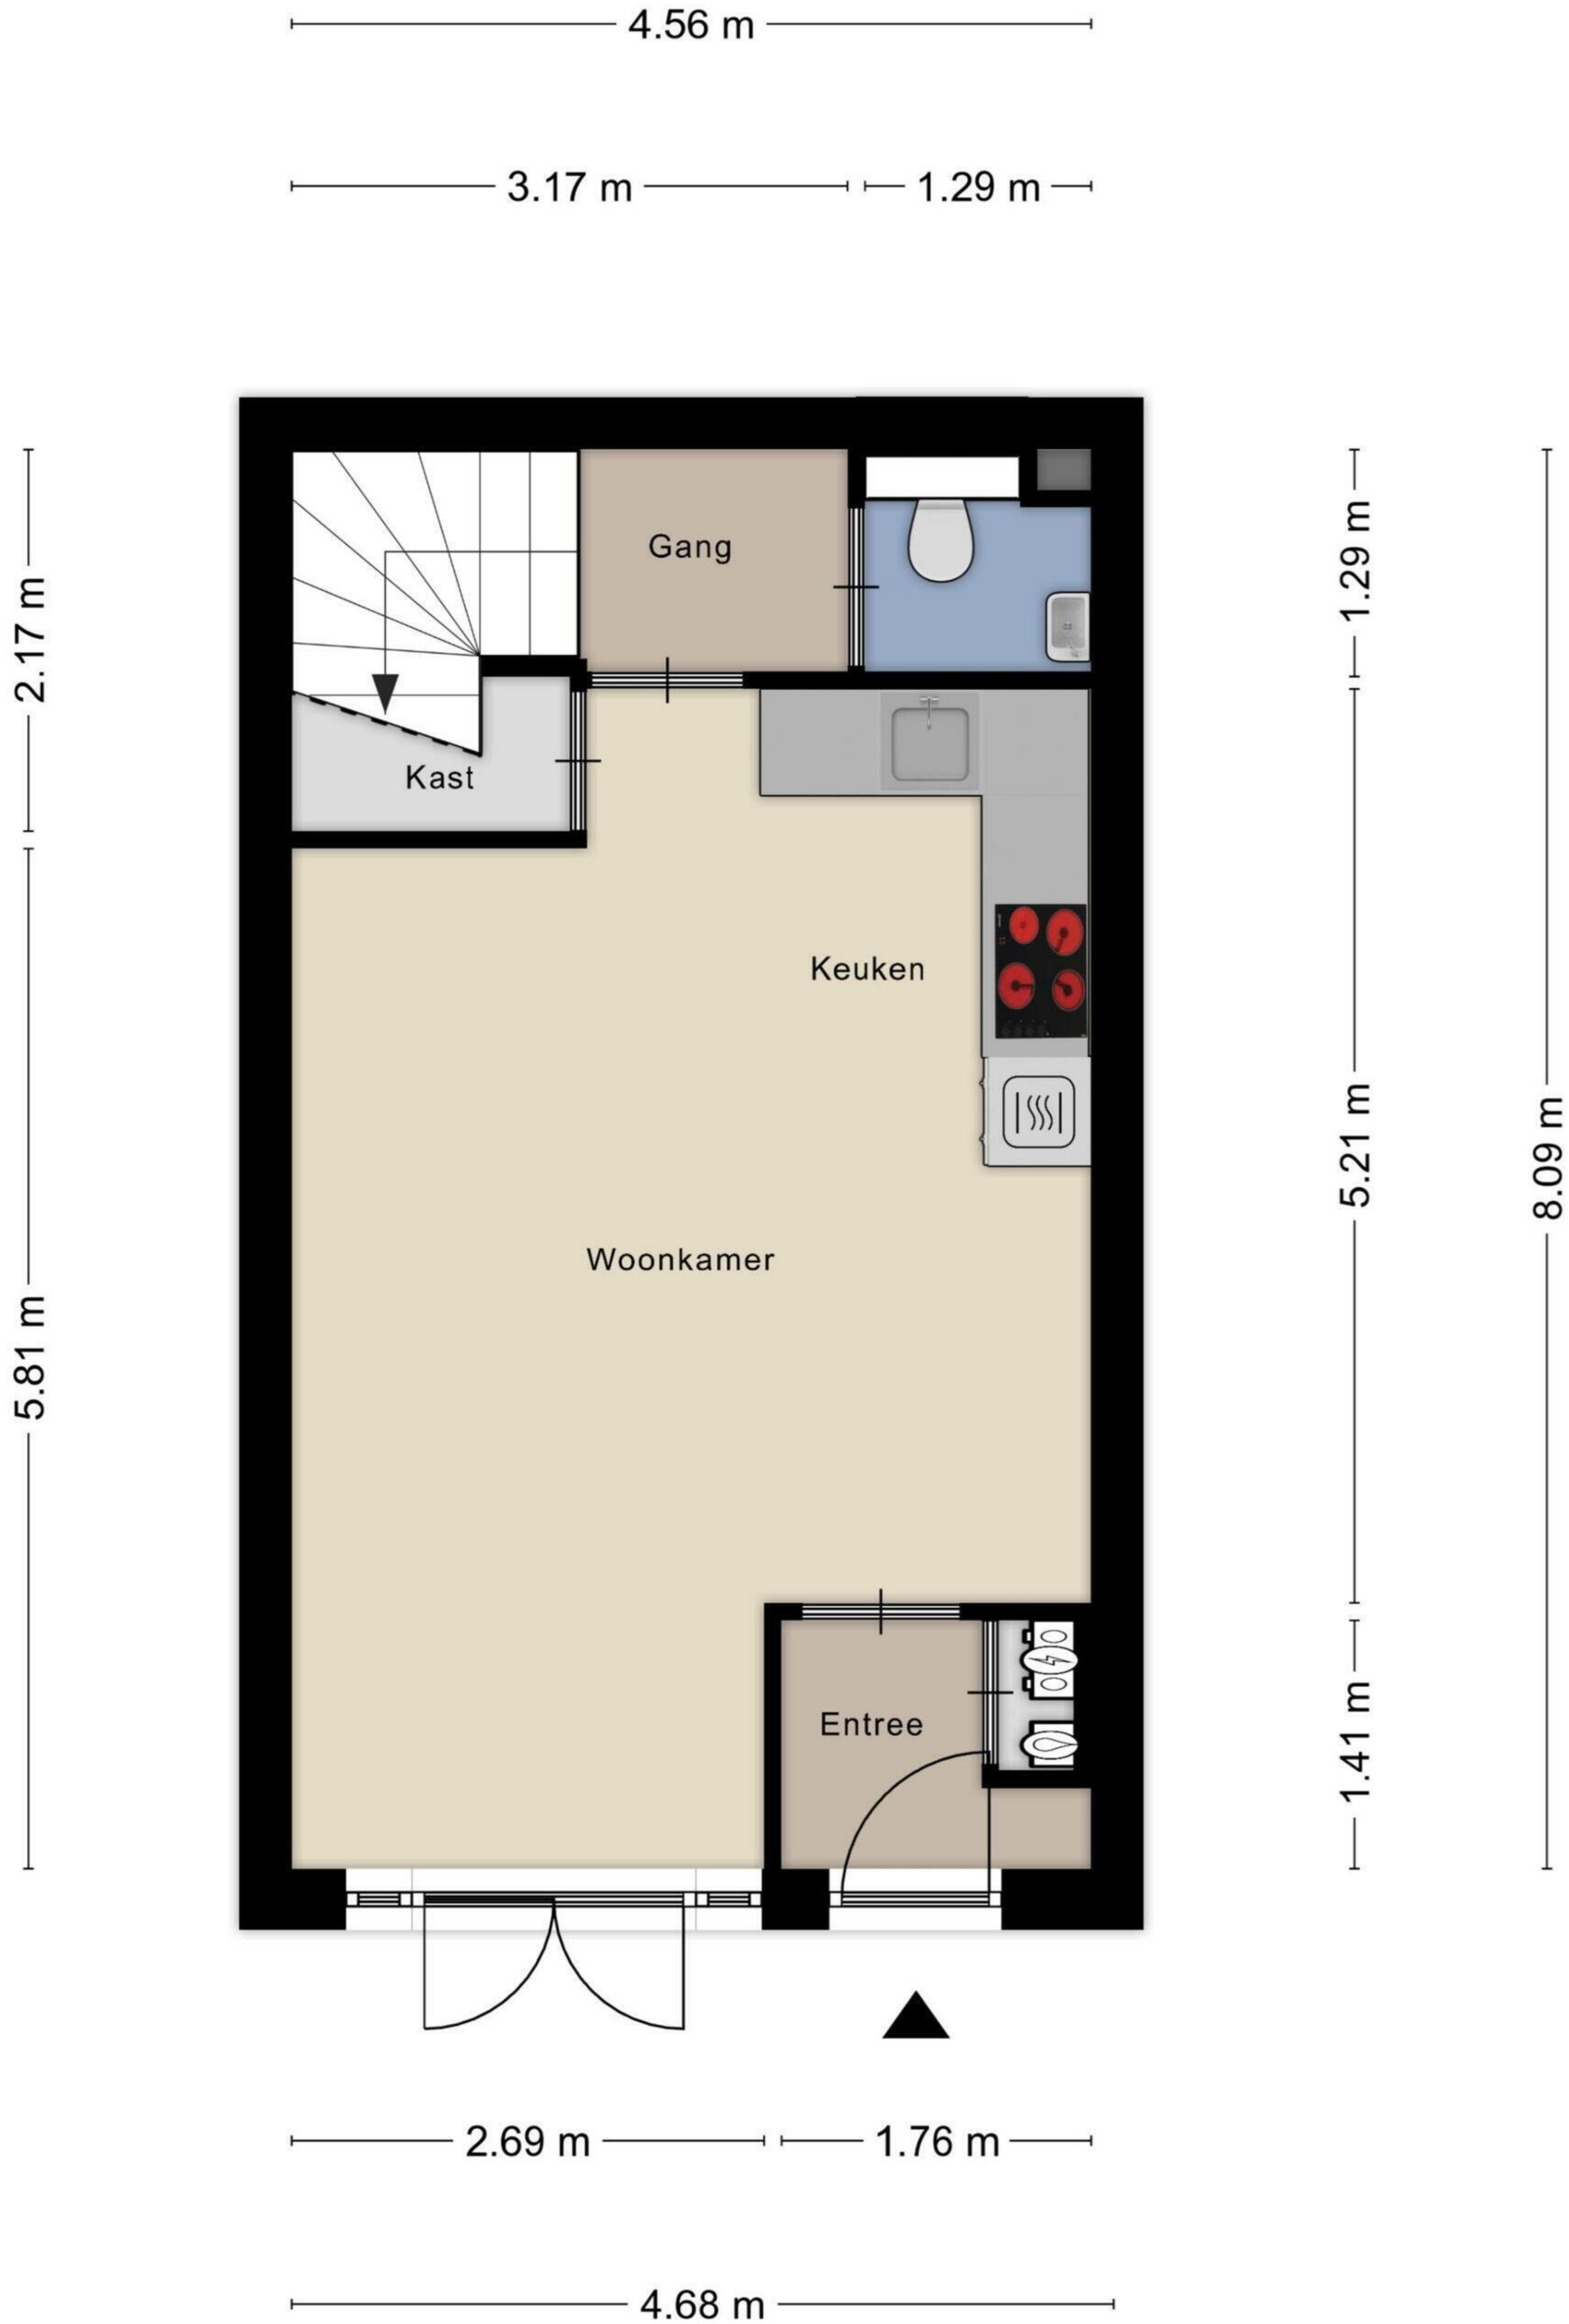 4.56 m
3.17 m
1.29 m
Gang
1.29 m
2.17 m
Kast
Keuken
5.21 m
8.09 m
Woonkamer
5.81 m
Entree
1.41 m
2.69 m
1.76 m
4.68 m